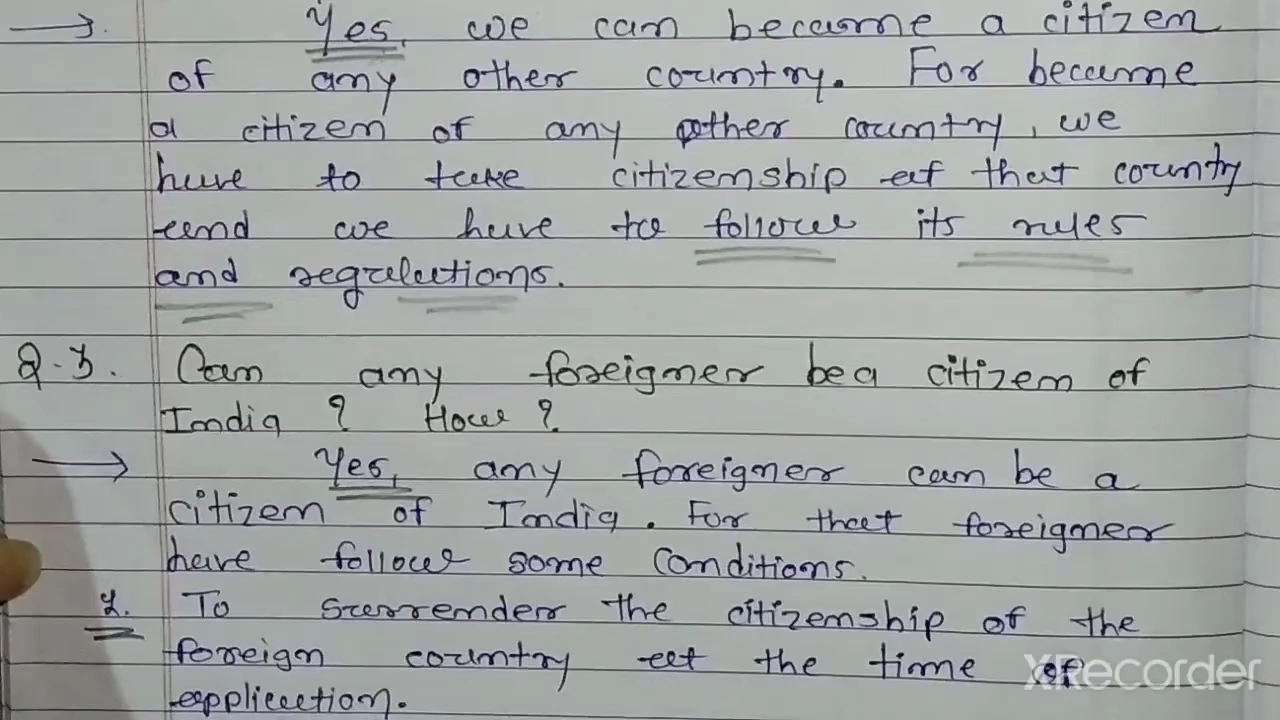 →. Yes, we can become a citizen
of any other country. For become
a citizen of any other country, we
have to take citizenship of that county
and we have to follow its rules
and regulations.
Q.3. Can any foreigner be a citizen of
India ? How ?
→ Yes, any foreigner can be a
citizen of India. For that foreigner
have follow some conditions.
1. To surrender the citizenship of the
foreign country at the time of
application.
XRecorder